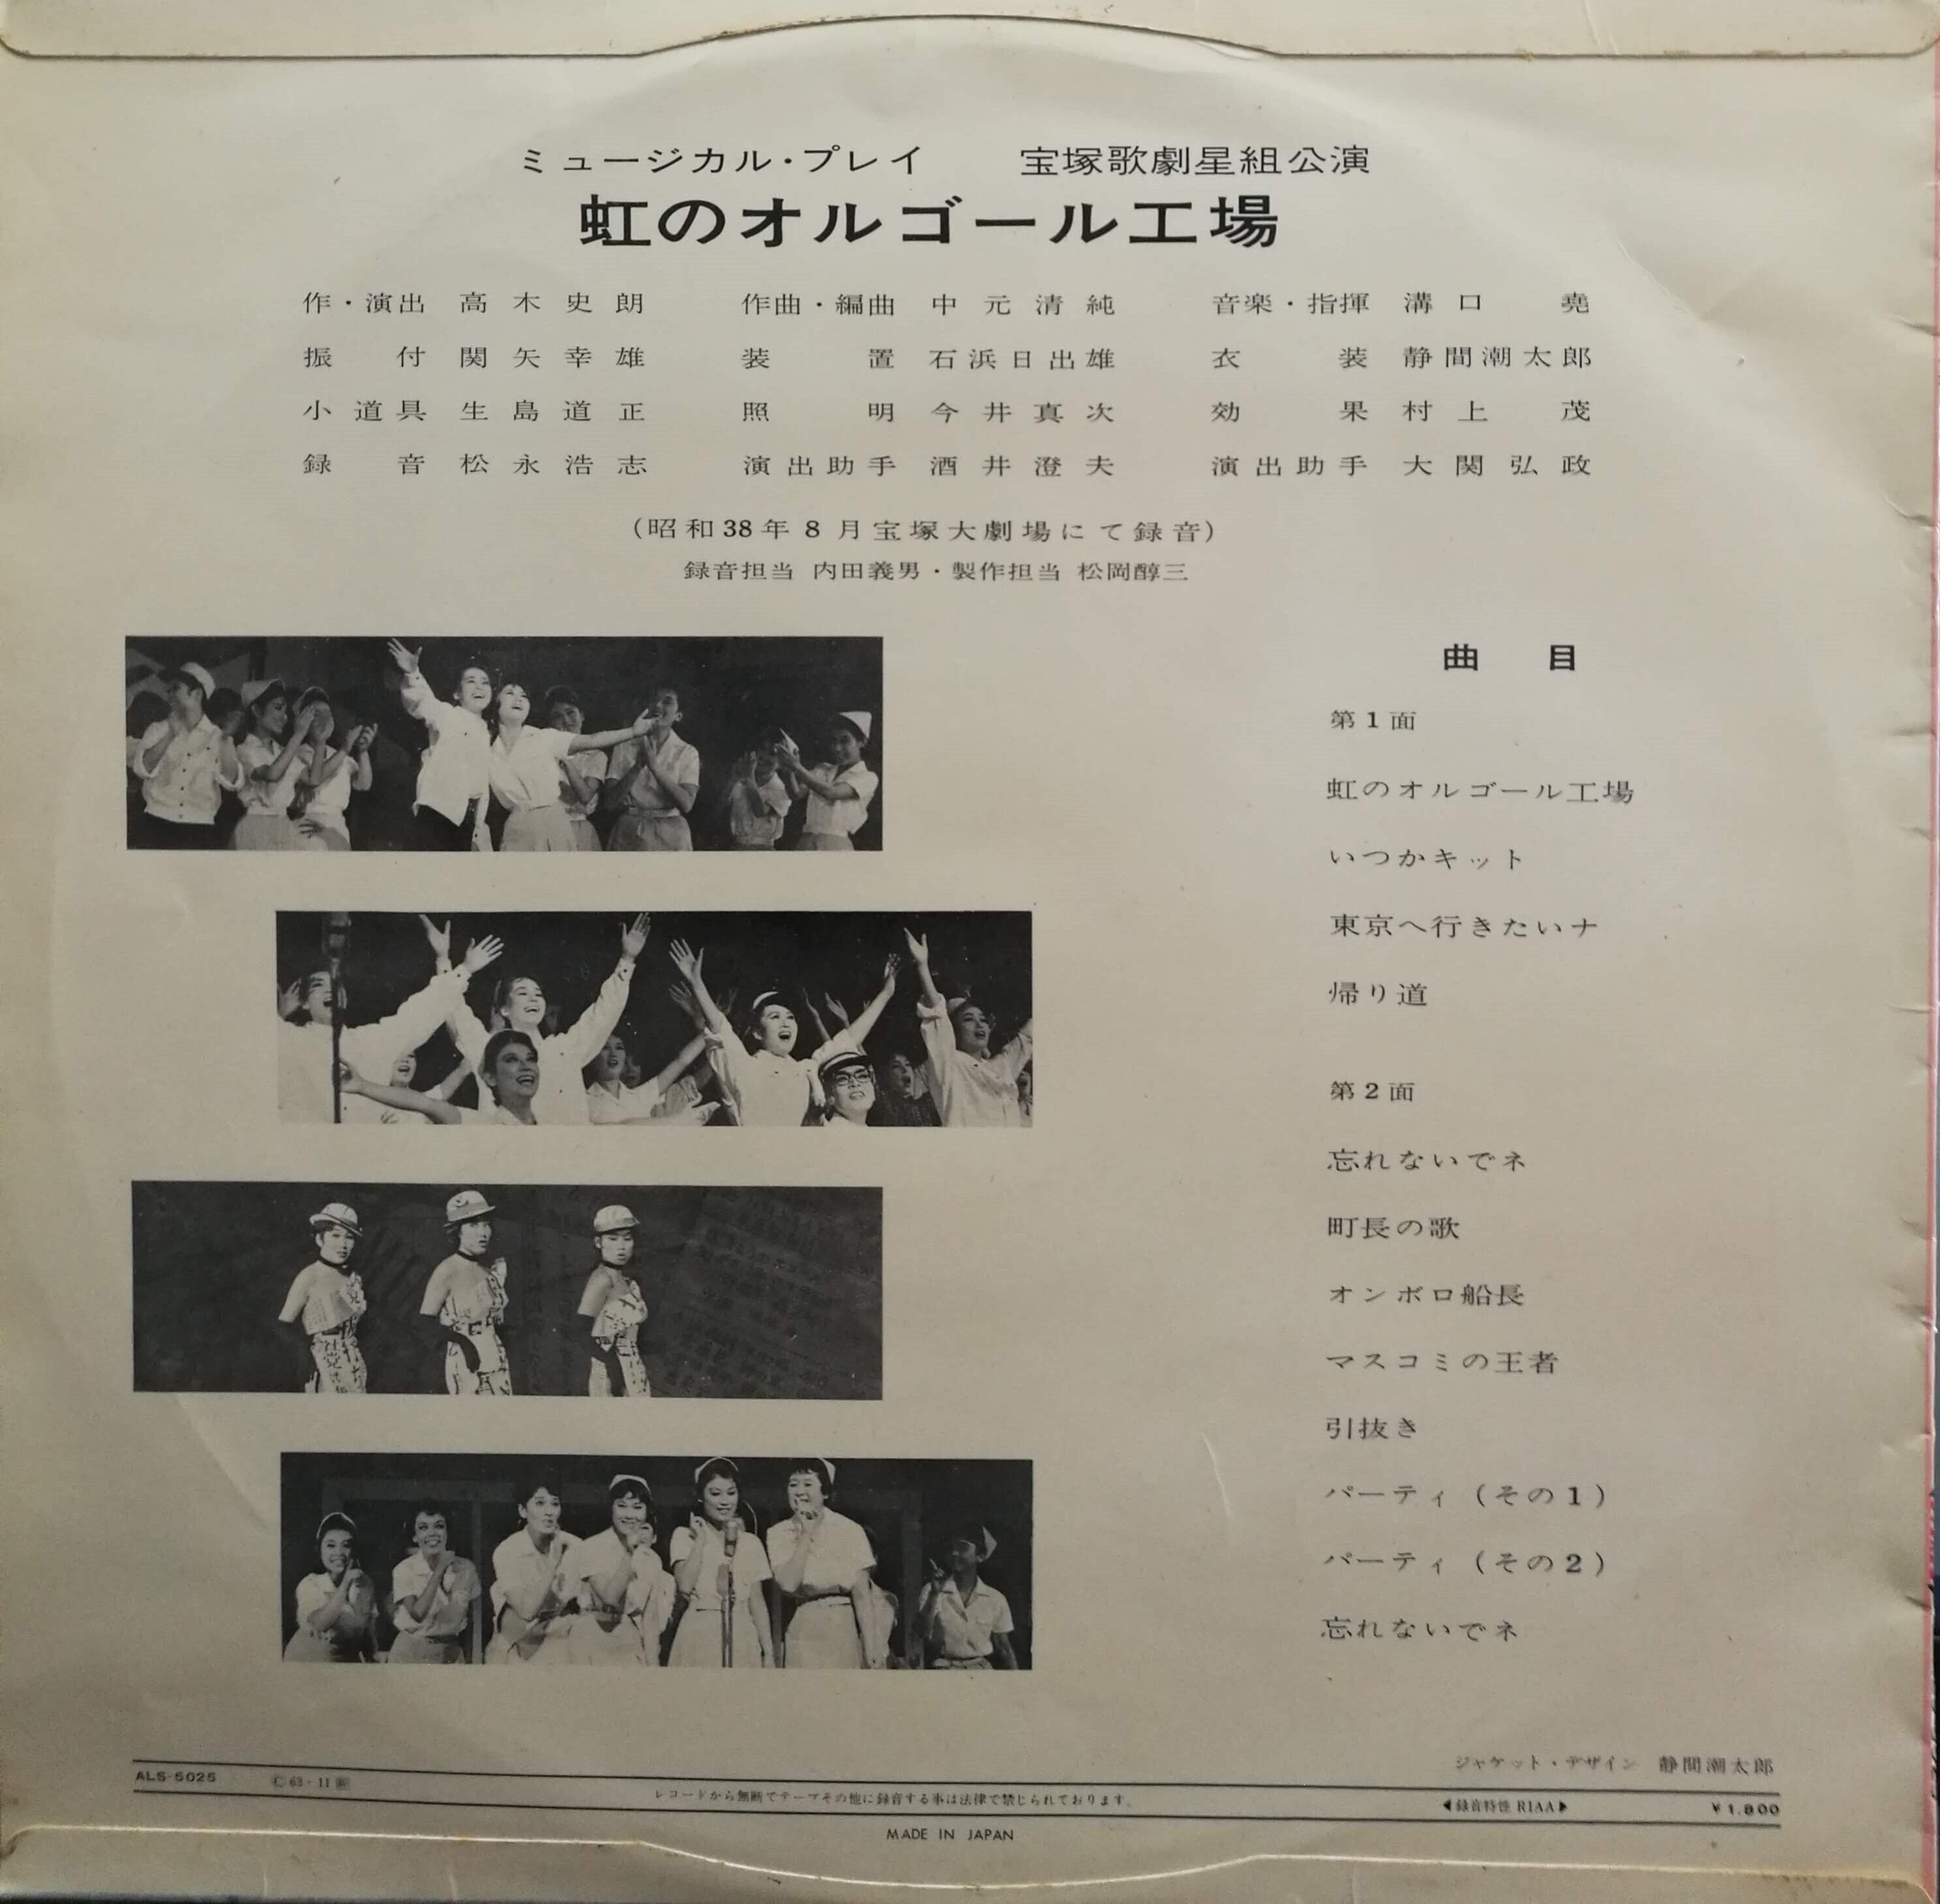 ミュージカル・プレイ　宝塚歌劇星組公演
虹のオルゴール工場
作・演出 高木史朗　作曲・編曲 中元清純　音楽・指揮 溝口堯
振付 関矢幸雄　装置 石浜日出雄　衣装 静間潮太郎
小道具 生島道正　照明 今井真次　効果 村上茂
録音 松永浩志　演出助手 酒井澄夫　演出助手 大関弘政
(昭和38年8月宝塚大劇場にて録音)
録音担当 内田義男・製作担当 松岡醇三
曲目
第1面
虹のオルゴール工場
いつかキット
東京へ行きたいナ
帰り道
第2面
忘れないでネ
町長の歌
オンボロ船長
マスコミの王者
引抜き
パーティ (その1)
パーティ (その2)
忘れないでネ
ジャケット・デザイン 静間潮太郎
ALS-5025 Ⓒ 63・11
レコードから無断でテープその他に録音する事は法律で禁じられております。
◀録音特性 RIAA▶ ¥1,800
MADE IN JAPAN